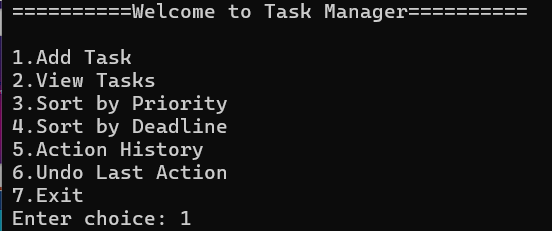 ==========Welcome to Task Manager==========
1.Add Task
2.View Tasks
3.Sort by Priority
4.Sort by Deadline
5.Action History
6.Undo Last Action
7.Exit
Enter choice: 1